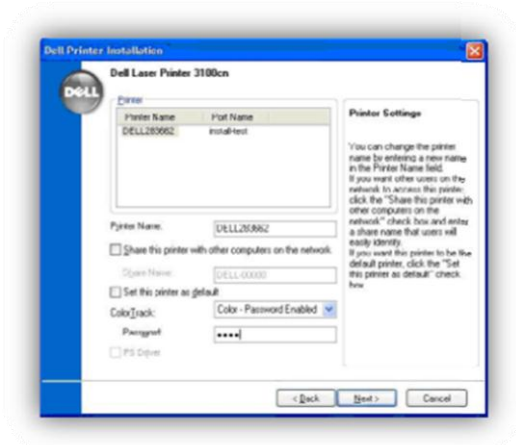 Dell Printer Installation
DELL
Dell Laser Printer 3100cn
Printer
Printer Name Port Name
DELL283662 install-test
Printer Name: DELL283662
Share this printer with other computers on the network
Share Name: DELL-00000
Set this printer as default
ColorTrack: Color - Password Enabled
Password: ••••
PS Driver
Printer Settings
You can change the printer
name by entering a new name
in the Printer Name field.
If you want other users on the
network to access this printer,
click the "Share this printer with
other computers on the
network" check box and enter
a share name that users will
easily identify.
If you want this printer to be the
default printer, click the "Set
this printer as default" check
box.
< Back Next > Cancel